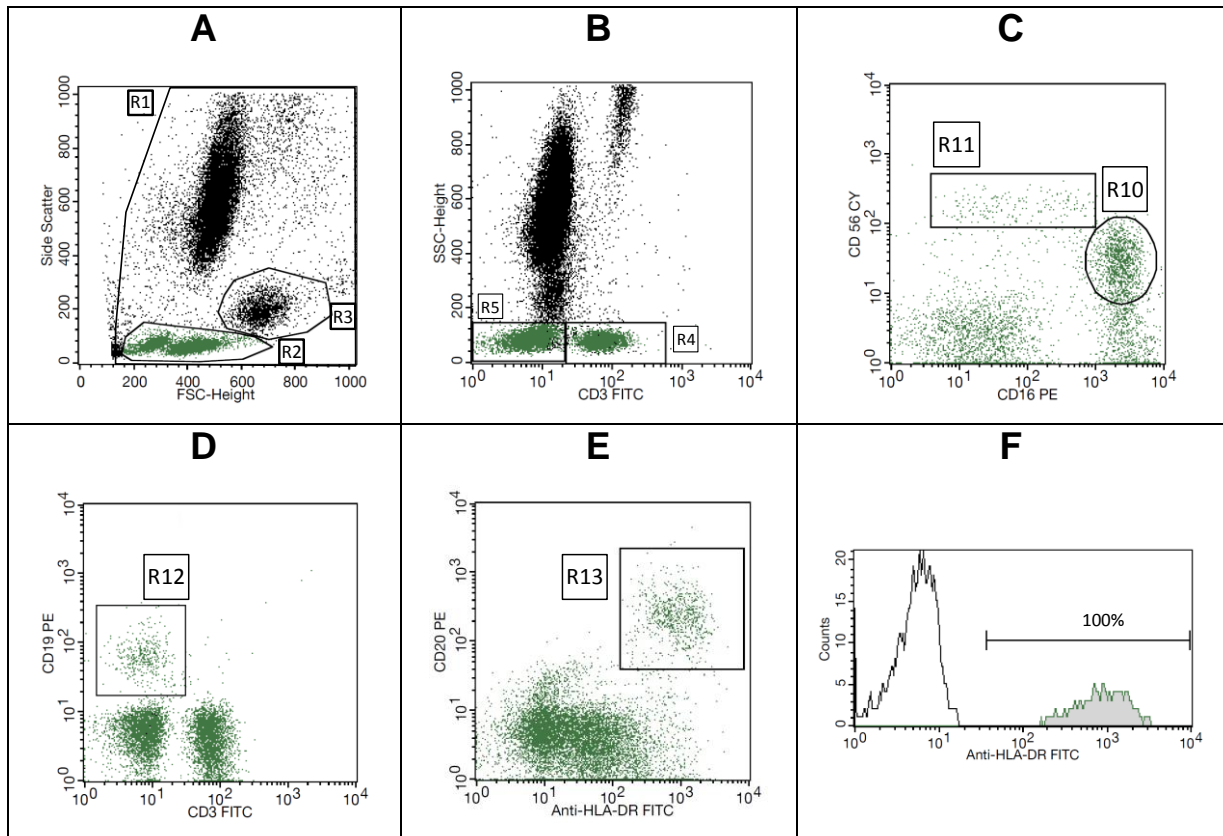 A
R1
R3
R2
Side Scatter
1000
800
600
400
200
0
0 200 400 600 800 1000
FSC-Height
B
R5
R4
SSC-Height
1000
800
600
400
200
0
10^0 10^1 10^2 10^3 10^4
CD3 FITC
C
R11
R10
CD 56 CY
10^4
10^3
10^2
10^1
10^0
10^0 10^1 10^2 10^3 10^4
CD16 PE
D
R12
CD19 PE
10^4
10^3
10^2
10^1
10^0
10^0 10^1 10^2 10^3 10^4
CD3 FITC
E
R13
CD20 PE
10^4
10^3
10^2
10^1
10^0
10^0 10^1 10^2 10^3 10^4
Anti-HLA-DR FITC
F
100%
Counts
20
15
10
5
0
10^0 10^1 10^2 10^3 10^4
Anti-HLA-DR FITC